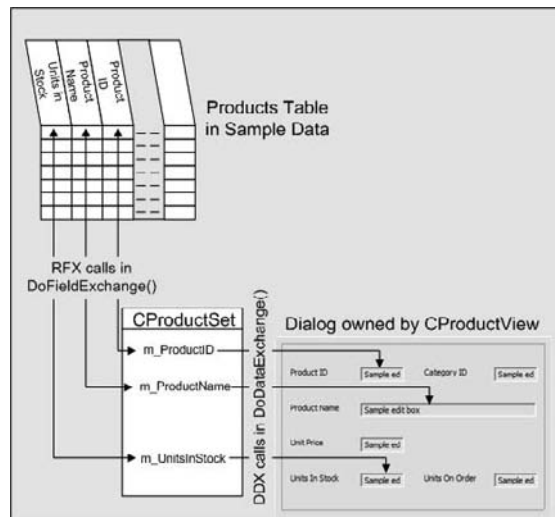 Units in
Stock
Product
Name
Product
ID
Products Table
in Sample Data
RFX calls in
DoFieldExchange()
CProductSet
m_ProductID
m_ProductName
m_UnitsInStock
DDX calls in DoDataExchange()
Dialog owned by CProductView
Product ID Sample ed Category ID Sample ed
Product Name Sample edit box
Unit Price Sample ed
Units In Stock Sample ed Units On Order Sample ed